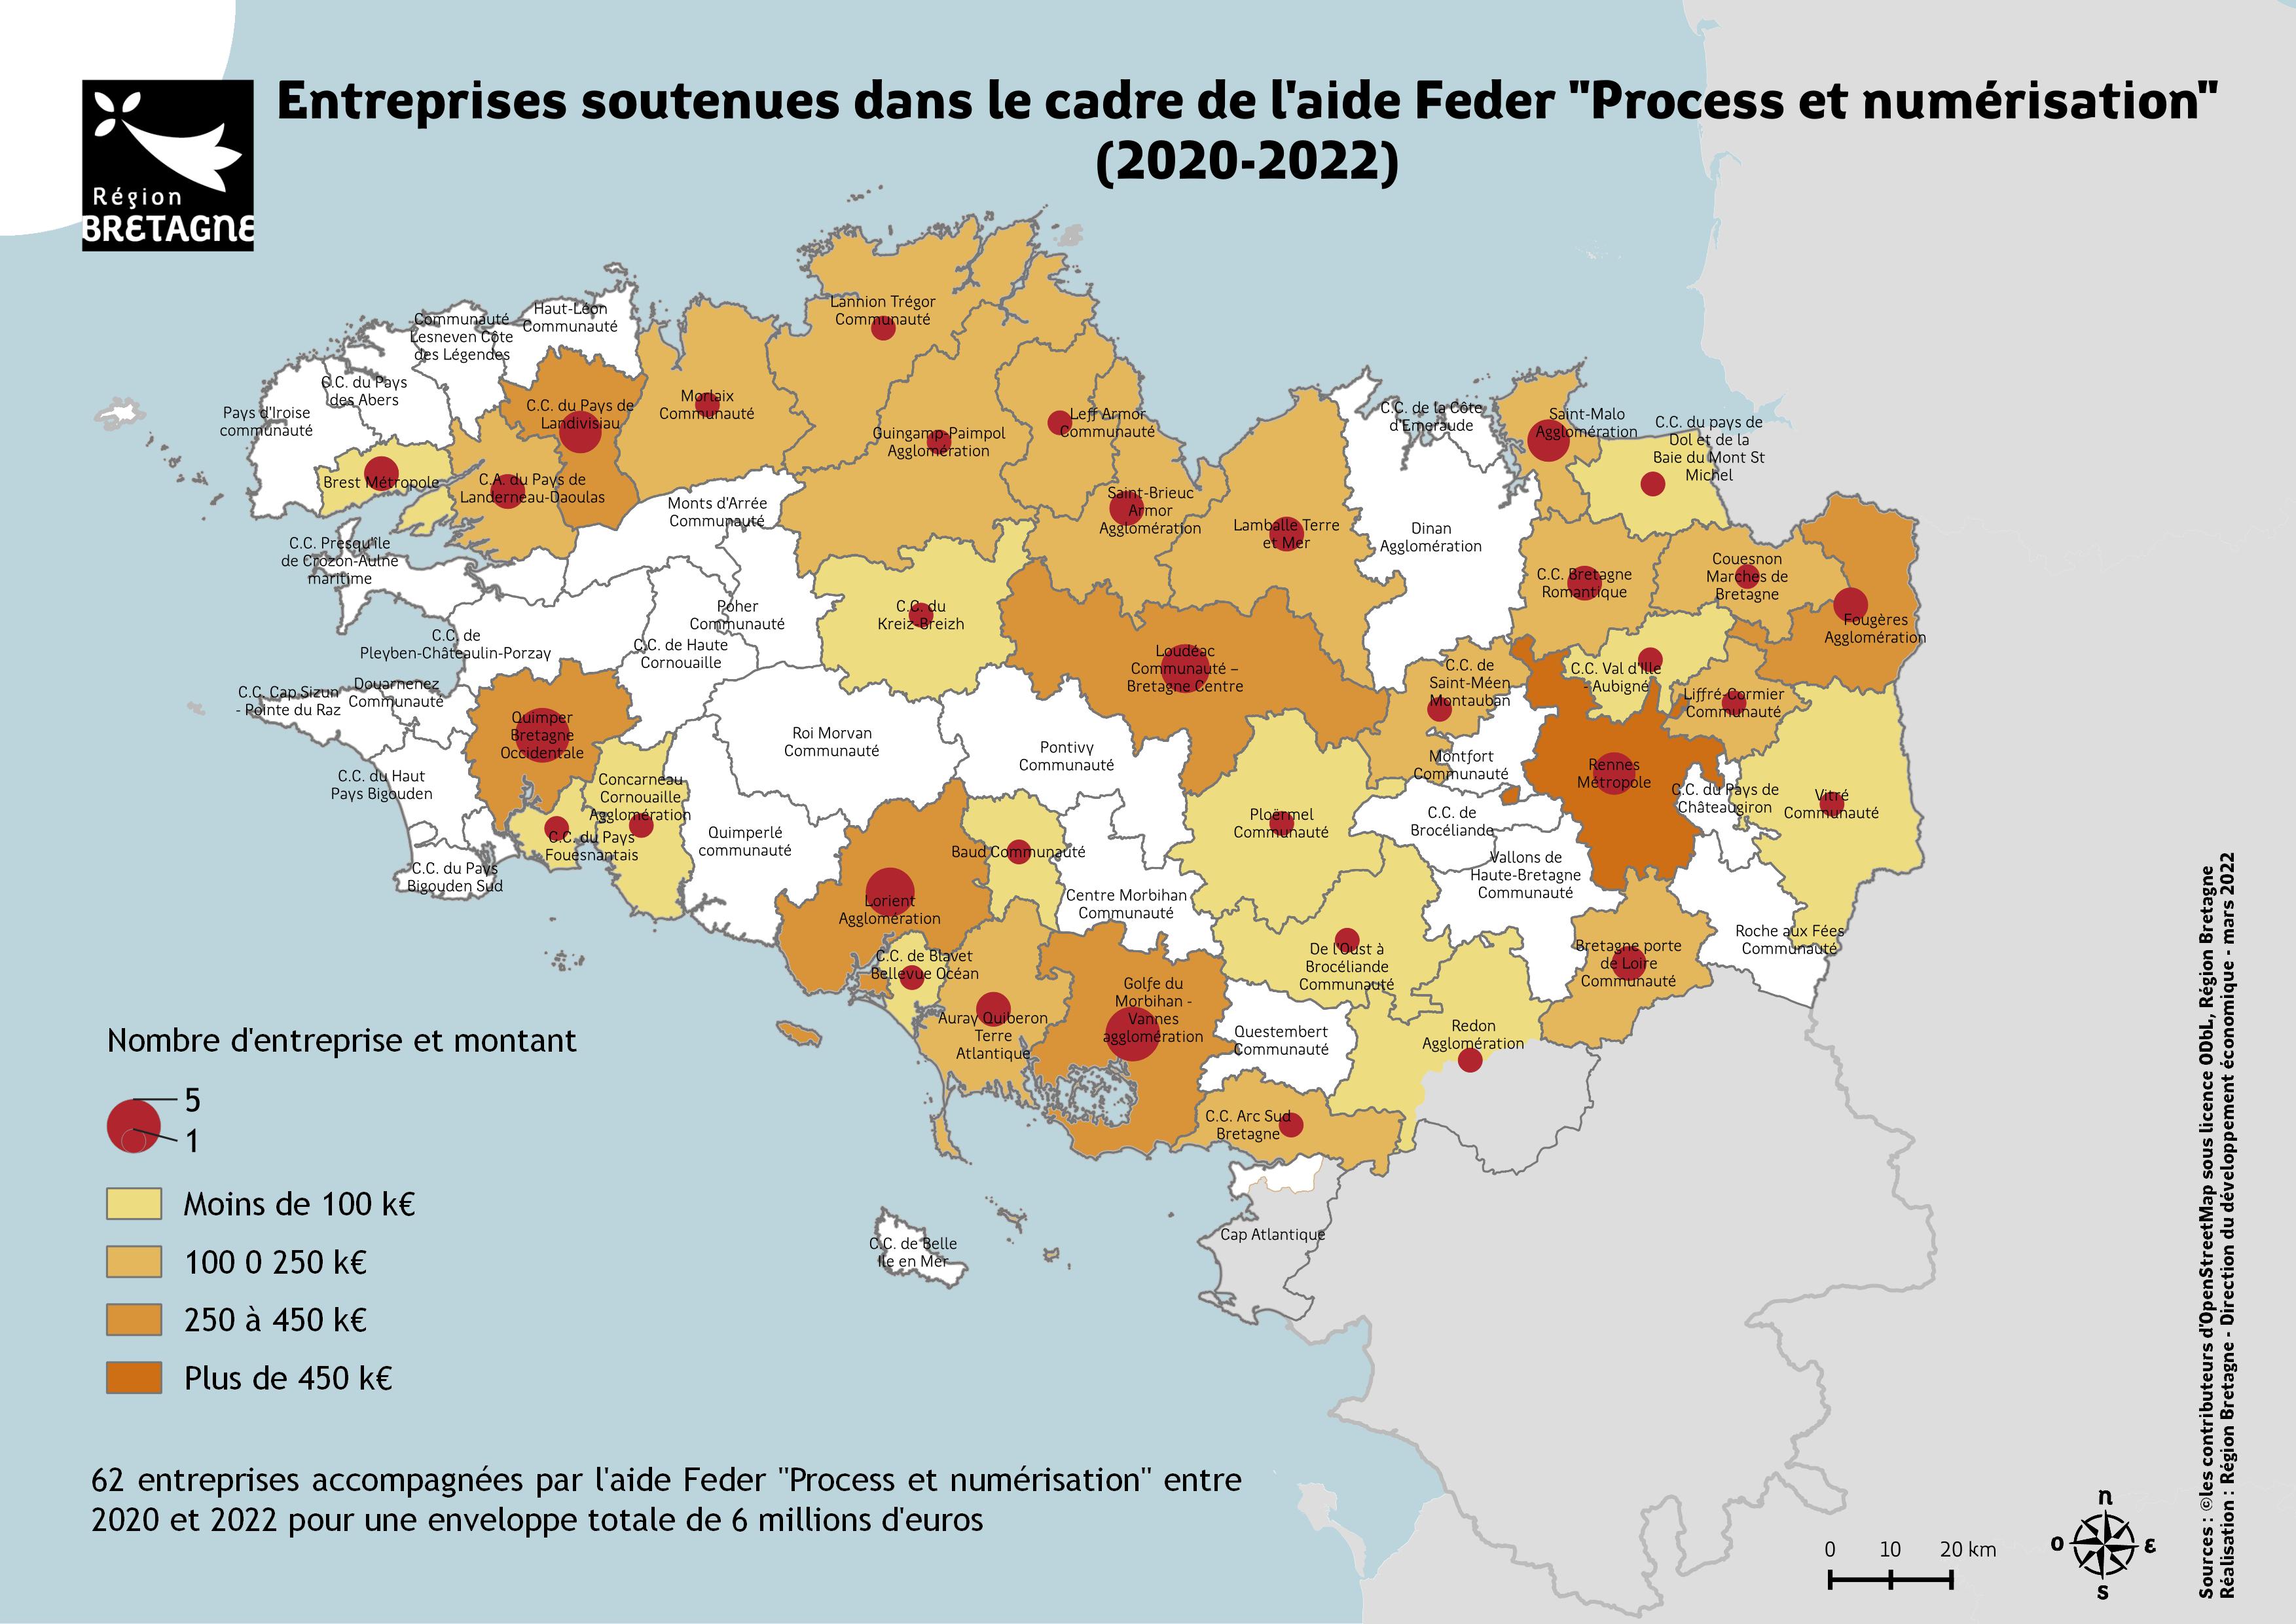 Entreprises soutenues dans le cadre de l'aide Feder "Process et numérisation"
(2020-2022)
Région
BRETAGNE
Lannion Trégor
Communauté
Haut-Léon
Communauté
Communauté
Lesneven Côte
des Légendes
C.C. du Pays
des Abers
Pays d'Iroise
communauté
C.C. du Pays de
Landivisiau
Morlaix
Communauté
Guingamp-Paimpol
Agglomération
Leff Armor
Communauté
C.C. de la Côte
d'Emeraude
Saint-Malo
Agglomération
C.C. du pays de
Dol et de la
Baie du Mont St
Michel
Brest Métropole
C.A. du Pays de
Landerneau-Daoulas
Monts d'Arrée
Communauté
Saint-Brieuc
Armor
Agglomération
Lamballe Terre
et Mer
Dinan
Agglomération
C.C. Presqu'île
de Crozon-Aulne
maritime
C.C. Bretagne
Romantique
Couesnon
Marches de
Bretagne
Fougères
Agglomération
Poher
Communauté
C.C. du
Kreiz-Breizh
C.C. de
Pleyben-Châteaulin-Porzay
C.C. de Haute
Cornouaille
Loudéac
Communauté –
Bretagne Centre
C.C. de
Saint-Méen
Montauban
C.C. Val d'Ille
- Aubigné
Liffré-Cormier
Communauté
C.C. Cap Sizun
- Pointe du Raz
Douarnenez
Communauté
Quimper
Bretagne
Occidentale
Roi Morvan
Communauté
Pontivy
Communauté
Montfort
Communauté
Rennes
Métropole
C.C. du Pays de
Châteaugiron
Vitré
Communauté
C.C. du Haut
Pays Bigouden
Concarneau
Cornouaille
Agglomération
C.C. du Pays
Fouesnantais
Quimperlé
communauté
Baud Communauté
Ploërmel
Communauté
C.C. de
Brocéliande
Vallons de
Haute-Bretagne
Communauté
C.C. du Pays
Bigouden Sud
Lorient
Agglomération
Centre Morbihan
Communauté
Roche aux Fées
Communauté
C.C. de Blavet
Bellevue Océan
De l'Oust à
Brocéliande
Communauté
Bretagne porte
de Loire
Communauté
Golfe du
Morbihan -
Vannes
agglomération
Auray Quiberon
Terre
Atlantique
Questembert
Communauté
Redon
Agglomération
C.C. Arc Sud
Bretagne
Cap Atlantique
C.C. de Belle
Ile en Mer
Nombre d'entreprise et montant
5
1
Moins de 100 k€
100 0 250 k€
250 à 450 k€
Plus de 450 k€
62 entreprises accompagnées par l'aide Feder "Process et numérisation" entre
2020 et 2022 pour une enveloppe totale de 6 millions d'euros
0 10 20 km
n
o ε
s
Sources : ©les contributeurs d'OpenStreetMap sous licence ODbL, Région Bretagne
Réalisation : Région Bretagne - Direction du développement économique - mars 2022